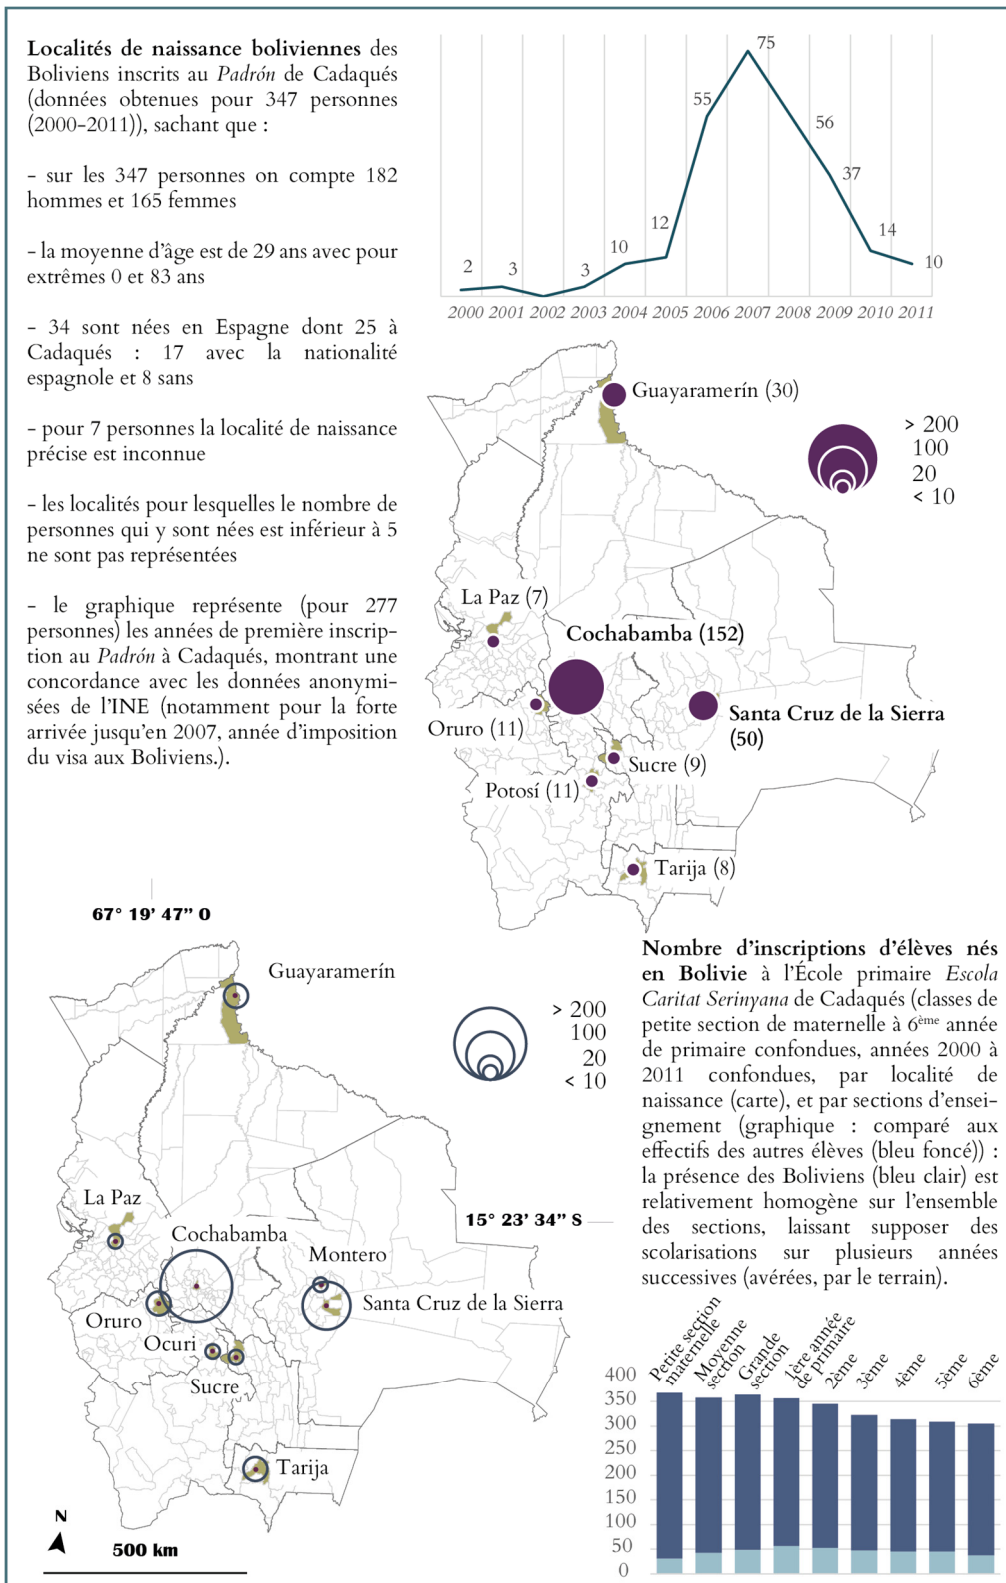 Localités de naissance boliviennes des
Boliviens inscrits au Padrón de Cadaqués
(données obtenues pour 347 personnes
(2000-2011)), sachant que :
- sur les 347 personnes on compte 182
hommes et 165 femmes
- la moyenne d'âge est de 29 ans avec pour
extrêmes 0 et 83 ans
- 34 sont nées en Espagne dont 25 à
Cadaqués : 17 avec la nationalité
espagnole et 8 sans
- pour 7 personnes la localité de naissance
précise est inconnue
- les localités pour lesquelles le nombre de
personnes qui y sont nées est inférieur à 5
ne sont pas représentées
- le graphique représente (pour 277
personnes) les années de première inscrip-
tion au Padrón à Cadaqués, montrant une
concordance avec les données anonymi-
sées de l'INE (notamment pour la forte
arrivée jusqu'en 2007, année d'imposition
du visa aux Boliviens.).
2
3
3
10
12
55
75
56
37
14
10
2000 2001 2002 2003 2004 2005 2006 2007 2008 2009 2010 2011
Guayaramerín (30)
> 200
100
20
< 10
La Paz (7)
Cochabamba (152)
Santa Cruz de la Sierra
(50)
Oruro (11)
Sucre (9)
Potosí (11)
Tarija (8)
67° 19' 47" O
Guayaramerín
> 200
100
20
< 10
La Paz
15° 23' 34" S
Cochabamba
Montero
Santa Cruz de la Sierra
Oruro
Ocuri
Sucre
Tarija
N
500 km
Nombre d'inscriptions d'élèves nés
en Bolivie à l'École primaire Escola
Caritat Serinyana de Cadaqués (classes de
petite section de maternelle à 6ème année
de primaire confondues, années 2000 à
2011 confondues, par localité de
naissance (carte), et par sections d'ensei-
gnement (graphique : comparé aux
effectifs des autres élèves (bleu foncé)) :
la présence des Boliviens (bleu clair) est
relativement homogène sur l'ensemble
des sections, laissant supposer des
scolarisations sur plusieurs années
successives (avérées, par le terrain).
Petite section
maternelle
Moyenne
section
Grande
section
1ère année
de primaire
2ème
3ème
4ème
5ème
6ème
400
350
300
250
200
150
100
50
0